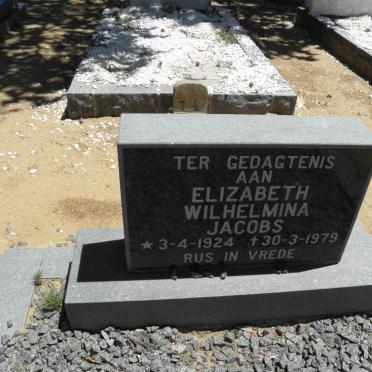 TER GEDAGTENIS
AAN
ELIZABETH
WILHELMINA
JACOBS
★3-4-1924 ✝30-3-1979
RUS IN VREDE